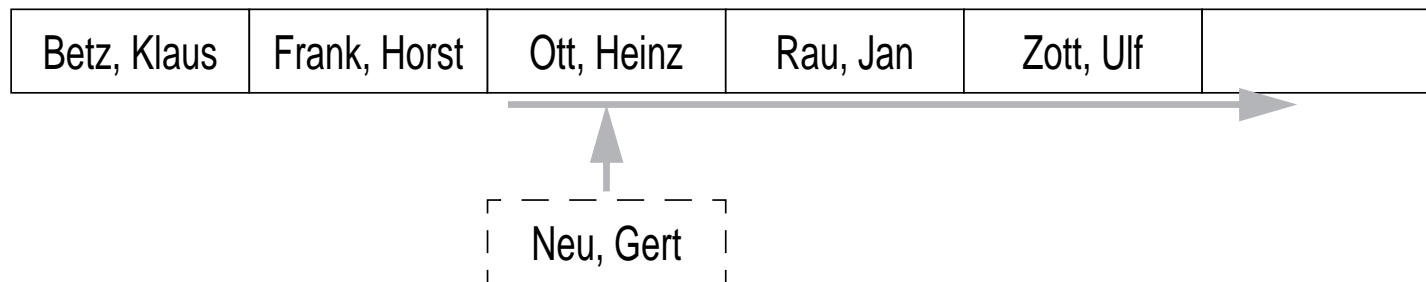 Betz, Klaus Frank, Horst Ott, Heinz Rau, Jan Zott, Ulf
Neu, Gert